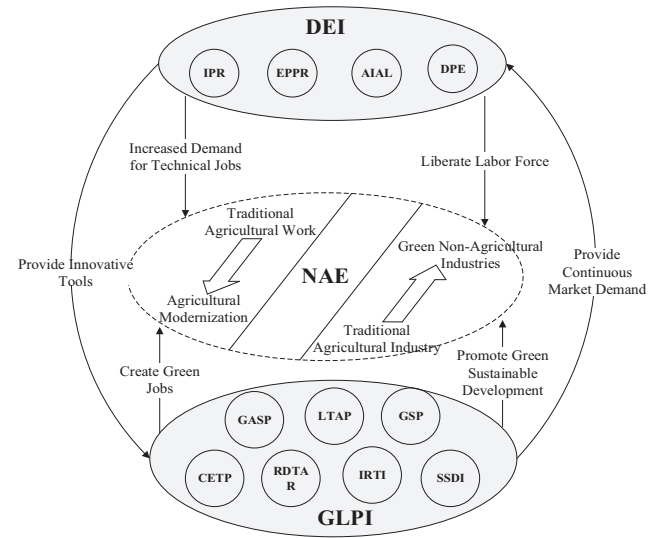 DEI
IPR
EPPR
AIAL
DPE
Increased Demand
for Technical Jobs
Liberate Labor Force
Traditional
Agricultural Work
Green Non-Agricultural
Industries
NAE
Provide Innovative
Tools
Provide
Continuous
Market Demand
Agricultural
Modernization
Traditional
Agricultural Industry
Create Green
Jobs
Promote Green
Sustainable
Development
GASP
LTAP
GSP
CETP
RDTA
R
IRTI
SSDI
GLPI